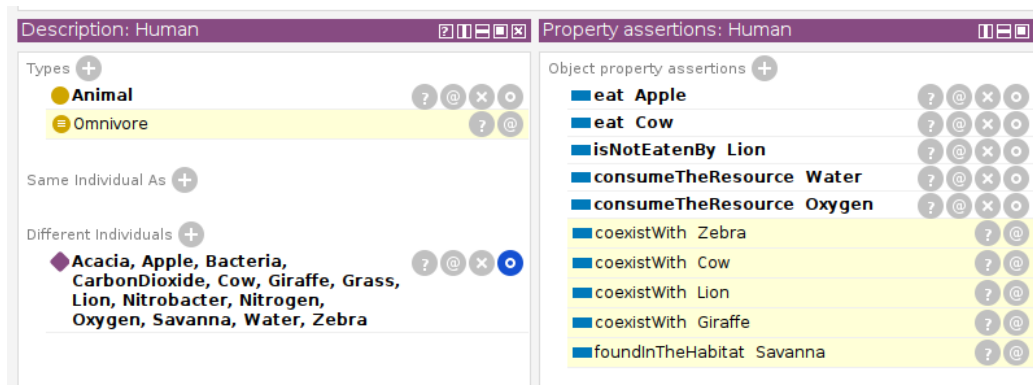 Description: Human
Types
Animal
Omnivore
Same Individual As
Different Individuals
Acacia, Apple, Bacteria,
CarbonDioxide, Cow, Giraffe, Grass,
Lion, Nitrobacter, Nitrogen,
Oxygen, Savanna, Water, Zebra
Property assertions: Human
Object property assertions
eat Apple
eat Cow
isNotEatenBy Lion
consumeTheResource Water
consumeTheResource Oxygen
coexistWith Zebra
coexistWith Cow
coexistWith Lion
coexistWith Giraffe
foundInTheHabitat Savanna